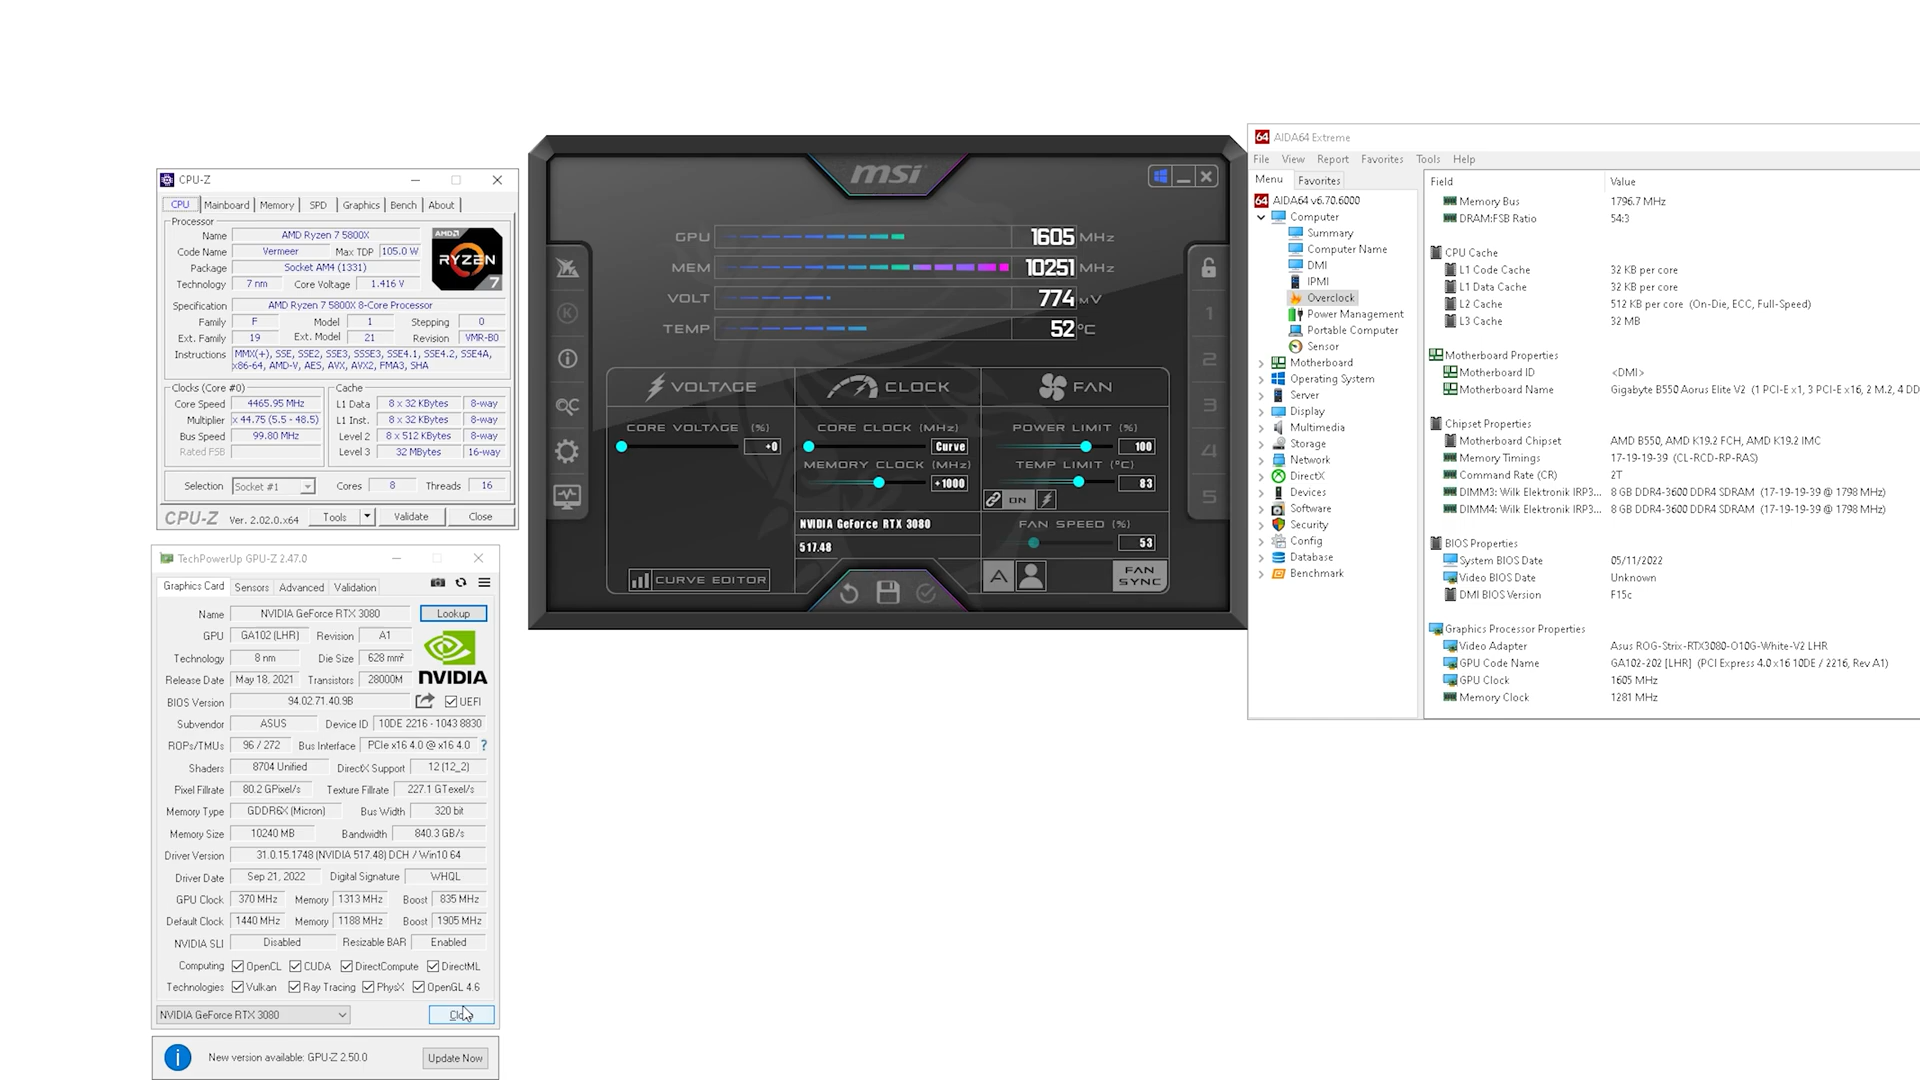 CPU-Z
CPU Mainboard Memory SPD Graphics Bench About
Processor
Name AMD Ryzen 7 5800X
Code Name Vermeer Max TDP 105.0 W
Package Socket AM4 (1331)
Technology 7 nm Core Voltage 1.416 V
AMD RYZEN 7
Specification AMD Ryzen 7 5800X 8-Core Processor
Family F Model 1 Stepping 0
Ext. Family 19 Ext. Model 21 Revision VMR-B0
Instructions MMX(+), SSE, SSE2, SSE3, SSSE3, SSE4.1, SSE4.2, SSE4A,
x86-64, AMD-V, AES, AVX, AVX2, FMA3, SHA
Clocks (Core #0) Cache
Core Speed 4465.95 MHz L1 Data 8 x 32 KBytes 8-way
Multiplier x 44.75 (5.5 - 48.5) L1 Inst. 8 x 32 KBytes 8-way
Bus Speed 99.80 MHz Level 2 8 x 512 KBytes 8-way
Rated FSB Level 3 32 MBytes 16-way
Selection Socket #1 Cores 8 Threads 16
CPU-Z Ver. 2.02.0.x64 Tools Validate Close
TechPowerUp GPU-Z 2.47.0
Graphics Card Sensors Advanced Validation
Name NVIDIA GeForce RTX 3080 Lookup
GPU GA102 (LHR) Revision A1
Technology 8 nm Die Size 628 mm²
NVIDIA
Release Date May 18, 2021 Transistors 28000M
BIOS Version 94.02.71.40.9B UEFI
Subvendor ASUS Device ID 10DE 2216 - 1043 8830
ROPs/TMUs 96 / 272 Bus Interface PCIe x16 4.0 @ x16 4.0 ?
Shaders 8704 Unified DirectX Support 12 (12_2)
Pixel Fillrate 80.2 GPixel/s Texture Fillrate 227.1 GTexel/s
Memory Type GDDR6X (Micron) Bus Width 320 bit
Memory Size 10240 MB Bandwidth 840.3 GB/s
Driver Version 31.0.15.1748 (NVIDIA 517.48) DCH / Win10 64
Driver Date Sep 21, 2022 Digital Signature WHQL
GPU Clock 370 MHz Memory 1313 MHz Boost 835 MHz
Default Clock 1440 MHz Memory 1188 MHz Boost 1905 MHz
NVIDIA SLI Disabled Resizable BAR Enabled
Computing OpenCL CUDA DirectCompute DirectML
Technologies Vulkan Ray Tracing PhysX OpenGL 4.6
NVIDIA GeForce RTX 3080
New version available: GPU-Z 2.50.0 Update Now
msi
GPU 1605 MHz
MEM 10251 MHz
VOLT 774 mV
TEMP 52 °C
K
i
OC
1
2
3
4
5
VOLTAGE CLOCK FAN
CORE VOLTAGE (%) +0
CORE CLOCK (MHz) Curve
MEMORY CLOCK (MHz) +1000
POWER LIMIT (%) 100
TEMP LIMIT (°C) 83
ON
NVIDIA GeForce RTX 3080
517.48
FAN SPEED (%) 53
CURVE EDITOR
A
FAN SYNC
64 AIDA64 Extreme
File View Report Favorites Tools Help
Menu Favorites
64 AIDA64 v6.70.6000
Computer
Summary
Computer Name
DMI
IPMI
Overclock
Power Management
Portable Computer
Sensor
Motherboard
Operating System
Server
Display
Multimedia
Storage
Network
DirectX
Devices
Software
Security
Config
Database
Benchmark
Field Value
Memory Bus 1796.7 MHz
DRAM:FSB Ratio 54:3
CPU Cache
L1 Code Cache 32 KB per core
L1 Data Cache 32 KB per core
L2 Cache 512 KB per core (On-Die, ECC, Full-Speed)
L3 Cache 32 MB
Motherboard Properties
Motherboard ID <DMI>
Motherboard Name Gigabyte B550 Aorus Elite V2 (1 PCI-E x1, 3 PCI-E x16, 2 M.2, 4 DD
Chipset Properties
Motherboard Chipset AMD B550, AMD K19.2 FCH, AMD K19.2 IMC
Memory Timings 17-19-19-39 (CL-RCD-RP-RAS)
Command Rate (CR) 2T
DIMM3: Wilk Elektronik IRP3... 8 GB DDR4-3600 DDR4 SDRAM (17-19-19-39 @ 1798 MHz)
DIMM4: Wilk Elektronik IRP3... 8 GB DDR4-3600 DDR4 SDRAM (17-19-19-39 @ 1798 MHz)
BIOS Properties
System BIOS Date 05/11/2022
Video BIOS Date Unknown
DMI BIOS Version F15c
Graphics Processor Properties
Video Adapter Asus ROG-Strix-RTX3080-O10G-White-V2 LHR
GPU Code Name GA102-202 [LHR] (PCI Express 4.0 x16 10DE / 2216, Rev A1)
GPU Clock 1605 MHz
Memory Clock 1281 MHz